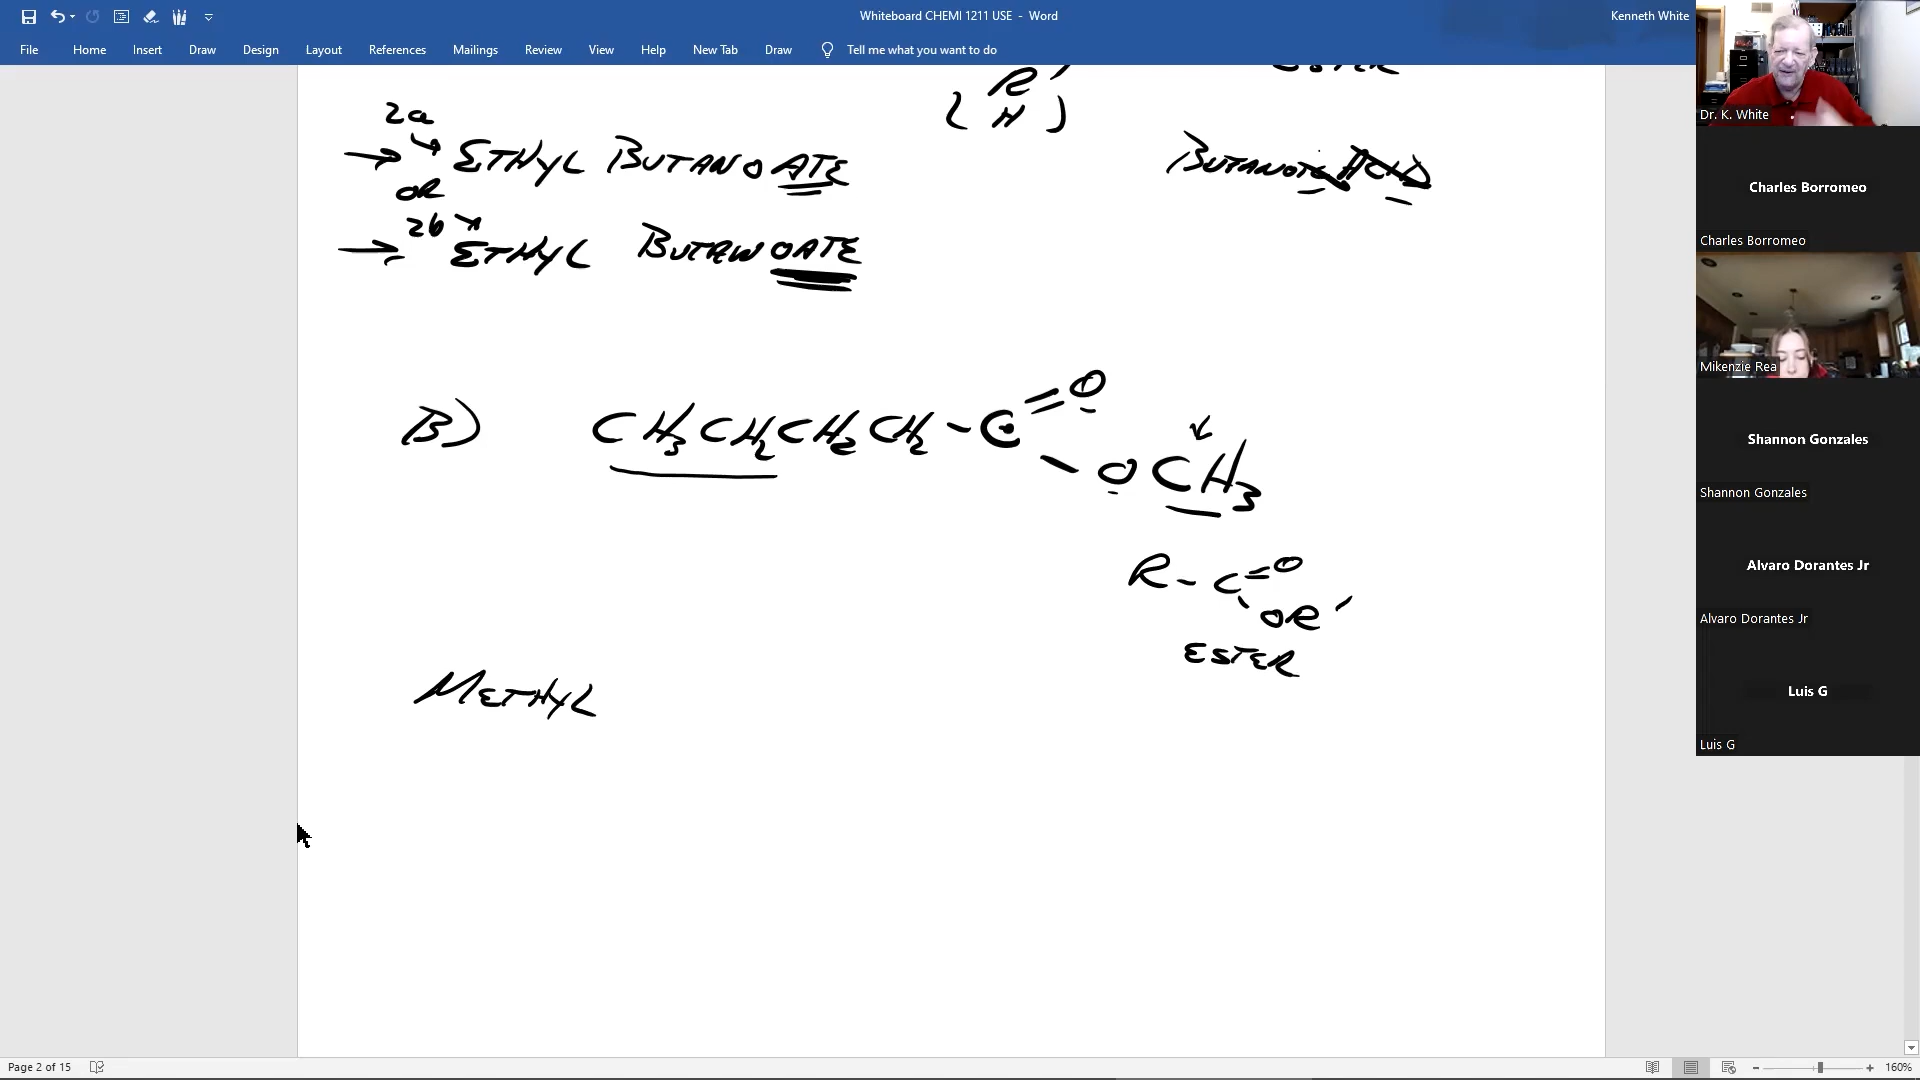 Whiteboard CHEMI 1211 USE - Word
Kenneth White
File Home Insert Draw Design Layout References Mailings Review View Help New Tab Draw Tell me what you want to do
ESTER
R'
(H)
2a
ETHYL BUTANOATE
OR
2b
ETHYL BUTANOATE
B) CH3CH2CH2CH2-C=O
-OCH3
R-C=O
-OR'
ESTER
METHYL
Dr. K. White
Charles Borromeo
Charles Borromeo
Mikenzie Rea
Shannon Gonzales
Shannon Gonzales
Alvaro Dorantes Jr
Alvaro Dorantes Jr
Luis G
Luis G
Page 2 of 15
160%